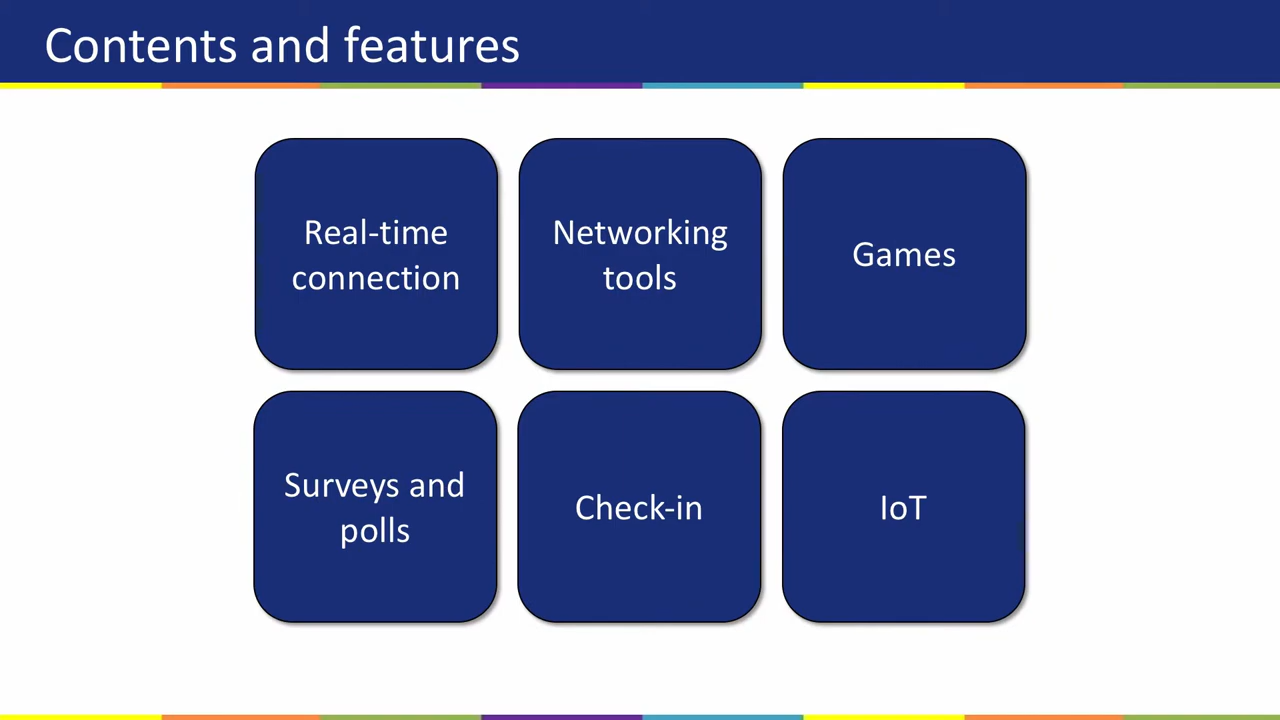 Contents and features
Real-time
connection
Networking
tools
Games
Surveys and
polls
Check-in
IoT